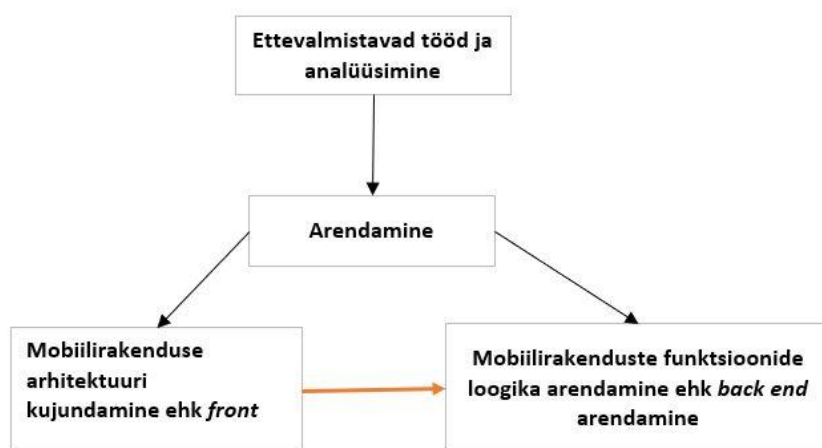 Ettevalmistavad tööd ja
analüüsimine
Arendamine
Mobiilirakenduse
arhitektuuri
kujundamine ehk front
Mobiilirakenduste funktsioonide
loogika arendamine ehk back end
arendamine